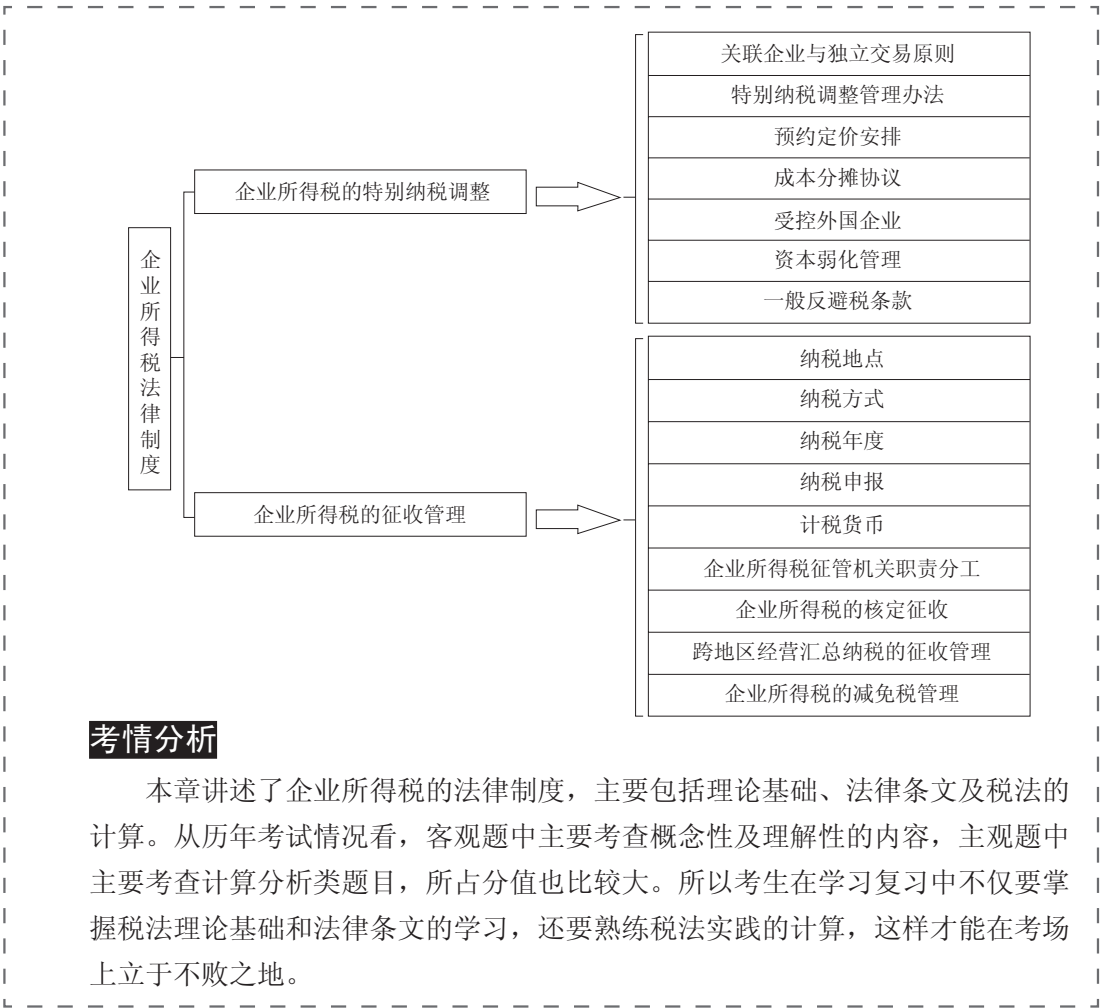 企业所得税法律制度
企业所得税的特别纳税调整
关联企业与独立交易原则
特别纳税调整管理办法
预约定价安排
成本分摊协议
受控外国企业
资本弱化管理
一般反避税条款
企业所得税的征收管理
纳税地点
纳税方式
纳税年度
纳税申报
计税货币
企业所得税征管机关职责分工
企业所得税的核定征收
跨地区经营汇总纳税的征收管理
企业所得税的减免税管理
考情分析
本章讲述了企业所得税的法律制度，主要包括理论基础、法律条文及税法的
计算。从历年考试情况看，客观题中主要考查概念性及理解性的内容，主观题中
主要考查计算分析类题目，所占分值也比较大。所以考生在学习复习中不仅要掌
握税法理论基础和法律条文的学习，还要熟练税法实践的计算，这样才能在考场
上立于不败之地。